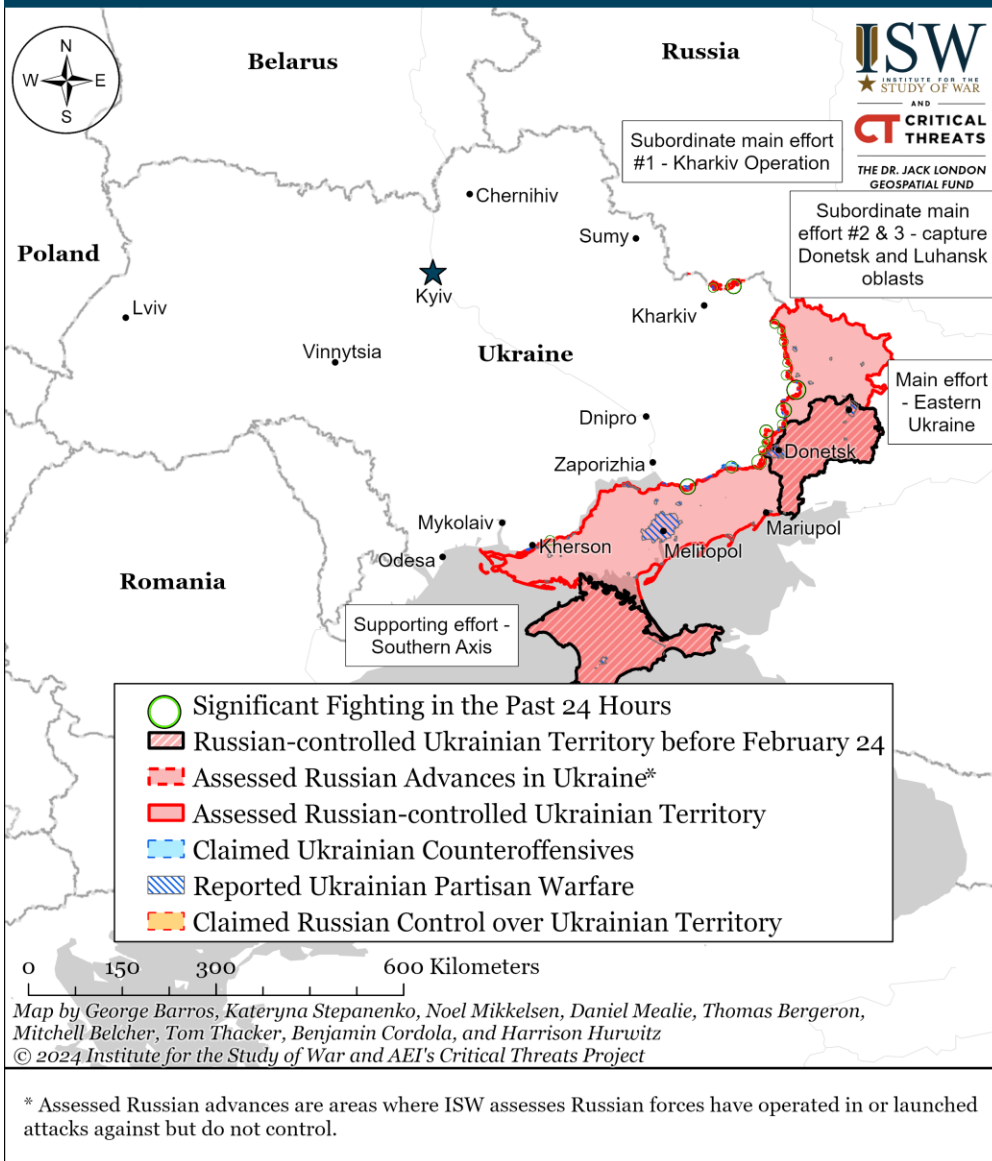 N
W
E
S
Belarus
Russia
ISW
INSTITUTE FOR THE
STUDY OF WAR
AND
CT CRITICAL
THREATS
THE DR. JACK LONDON
GEOSPATIAL FUND
Subordinate main effort
#1 - Kharkiv Operation
Subordinate main
effort #2 & 3 - capture
Donetsk and Luhansk
oblasts
Chernihiv
Sumy
Poland
Kyiv
Lviv
Kharkiv
Vinnytsia
Ukraine
Main effort
- Eastern
Ukraine
Dnipro
Donetsk
Zaporizhia
Mykolaiv
Mariupol
Kherson
Melitopol
Odesa
Romania
Supporting effort -
Southern Axis
Significant Fighting in the Past 24 Hours
Russian-controlled Ukrainian Territory before February 24
Assessed Russian Advances in Ukraine*
Assessed Russian-controlled Ukrainian Territory
Claimed Ukrainian Counteroffensives
Reported Ukrainian Partisan Warfare
Claimed Russian Control over Ukrainian Territory
0 150 300 600 Kilometers
Map by George Barros, Kateryna Stepanenko, Noel Mikkelsen, Daniel Mealie, Thomas Bergeron,
Mitchell Belcher, Tom Thacker, Benjamin Cordola, and Harrison Hurwitz
© 2024 Institute for the Study of War and AEI's Critical Threats Project
* Assessed Russian advances are areas where ISW assesses Russian forces have operated in or launched
attacks against but do not control.